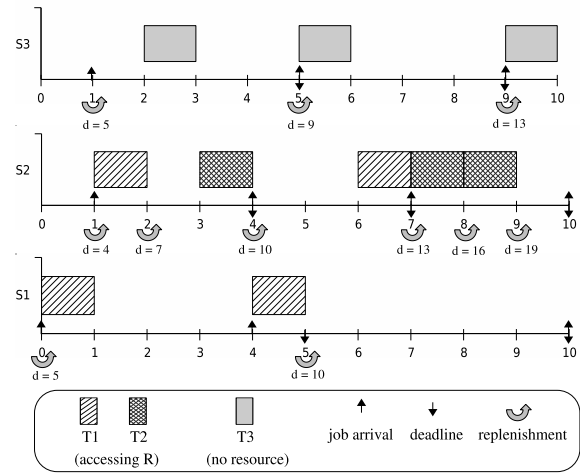 S3
0 1 2 3 4 5 6 7 8 9 10
d = 5 d = 9 d = 13
S2
0 1 2 3 4 5 6 7 8 9 10
d = 4 d = 7 d = 10 d = 13 d = 16 d = 19
S1
0 1 2 3 4 5 6 7 8 9 10
d = 5 d = 10
T1 T2 T3 job arrival deadline replenishment
(accessing R) (no resource)